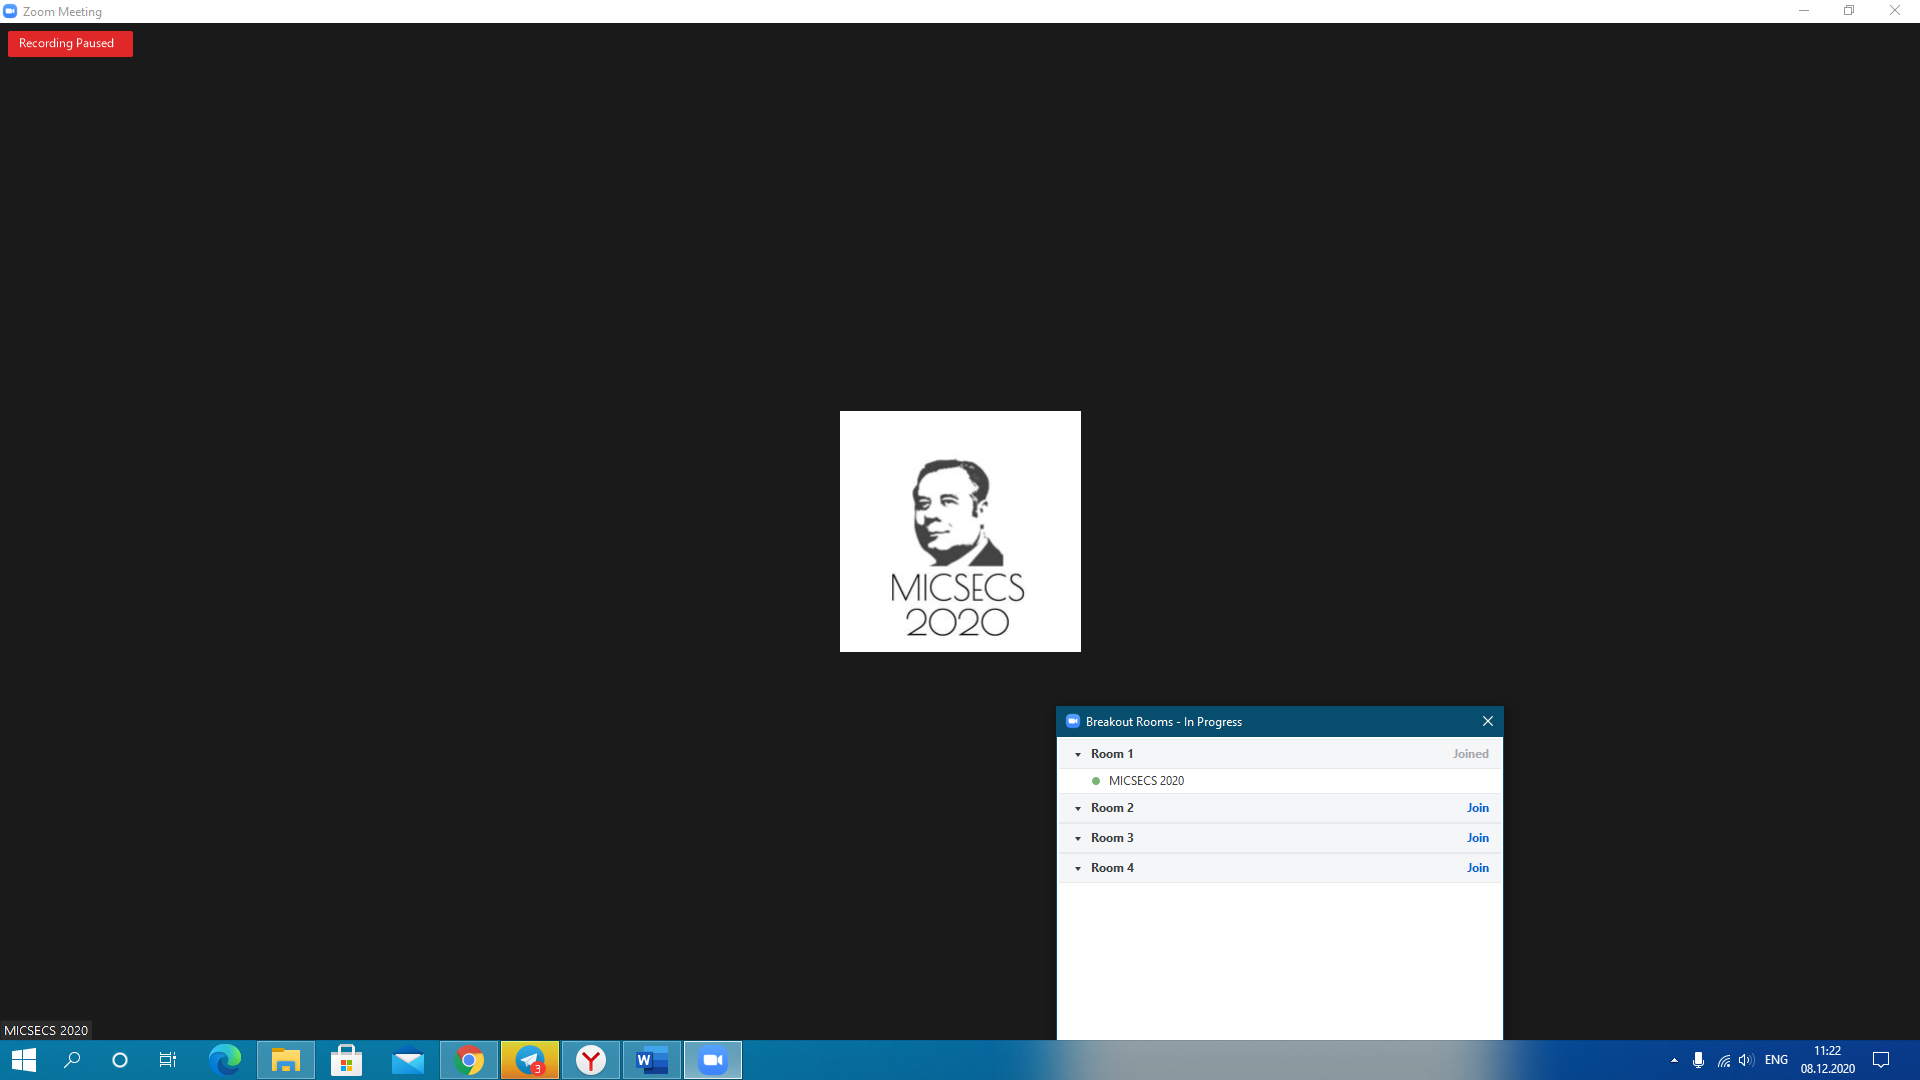 Zoom Meeting
Recording Paused
MICSECS
2020
Breakout Rooms - In Progress
Room 1 Joined
MICSECS 2020
Room 2 Join
Room 3 Join
Room 4 Join
MICSECS 2020
3
W
ENG
11:22
08.12.2020